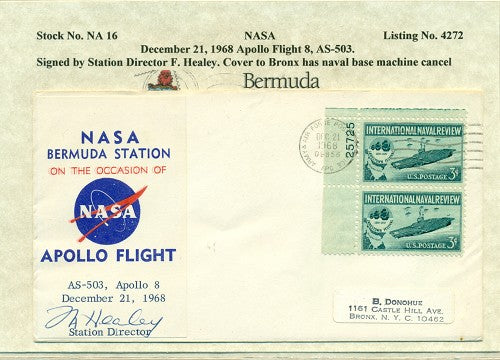 Stock No. NA 16 NASA Listing No. 4272
December 21, 1968 Apollo Flight 8, AS-503.
Signed by Station Director F. Healey. Cover to Bronx has naval base machine cancel
Bermuda
NASA
BERMUDA STATION
ON THE OCCASION OF
NASA
APOLLO FLIGHT
AS-503, Apollo 8
December 21, 1968
Healey
Station Director
DEC 21
1968
25725
INTERNATIONAL NAVAL REVIEW
U.S. POSTAGE 3¢
INTERNATIONAL NAVAL REVIEW
U.S. POSTAGE 3¢
B. DONOHUE
1161 CASTLE HILL AVE.
BRONX, N. Y. C. 10462